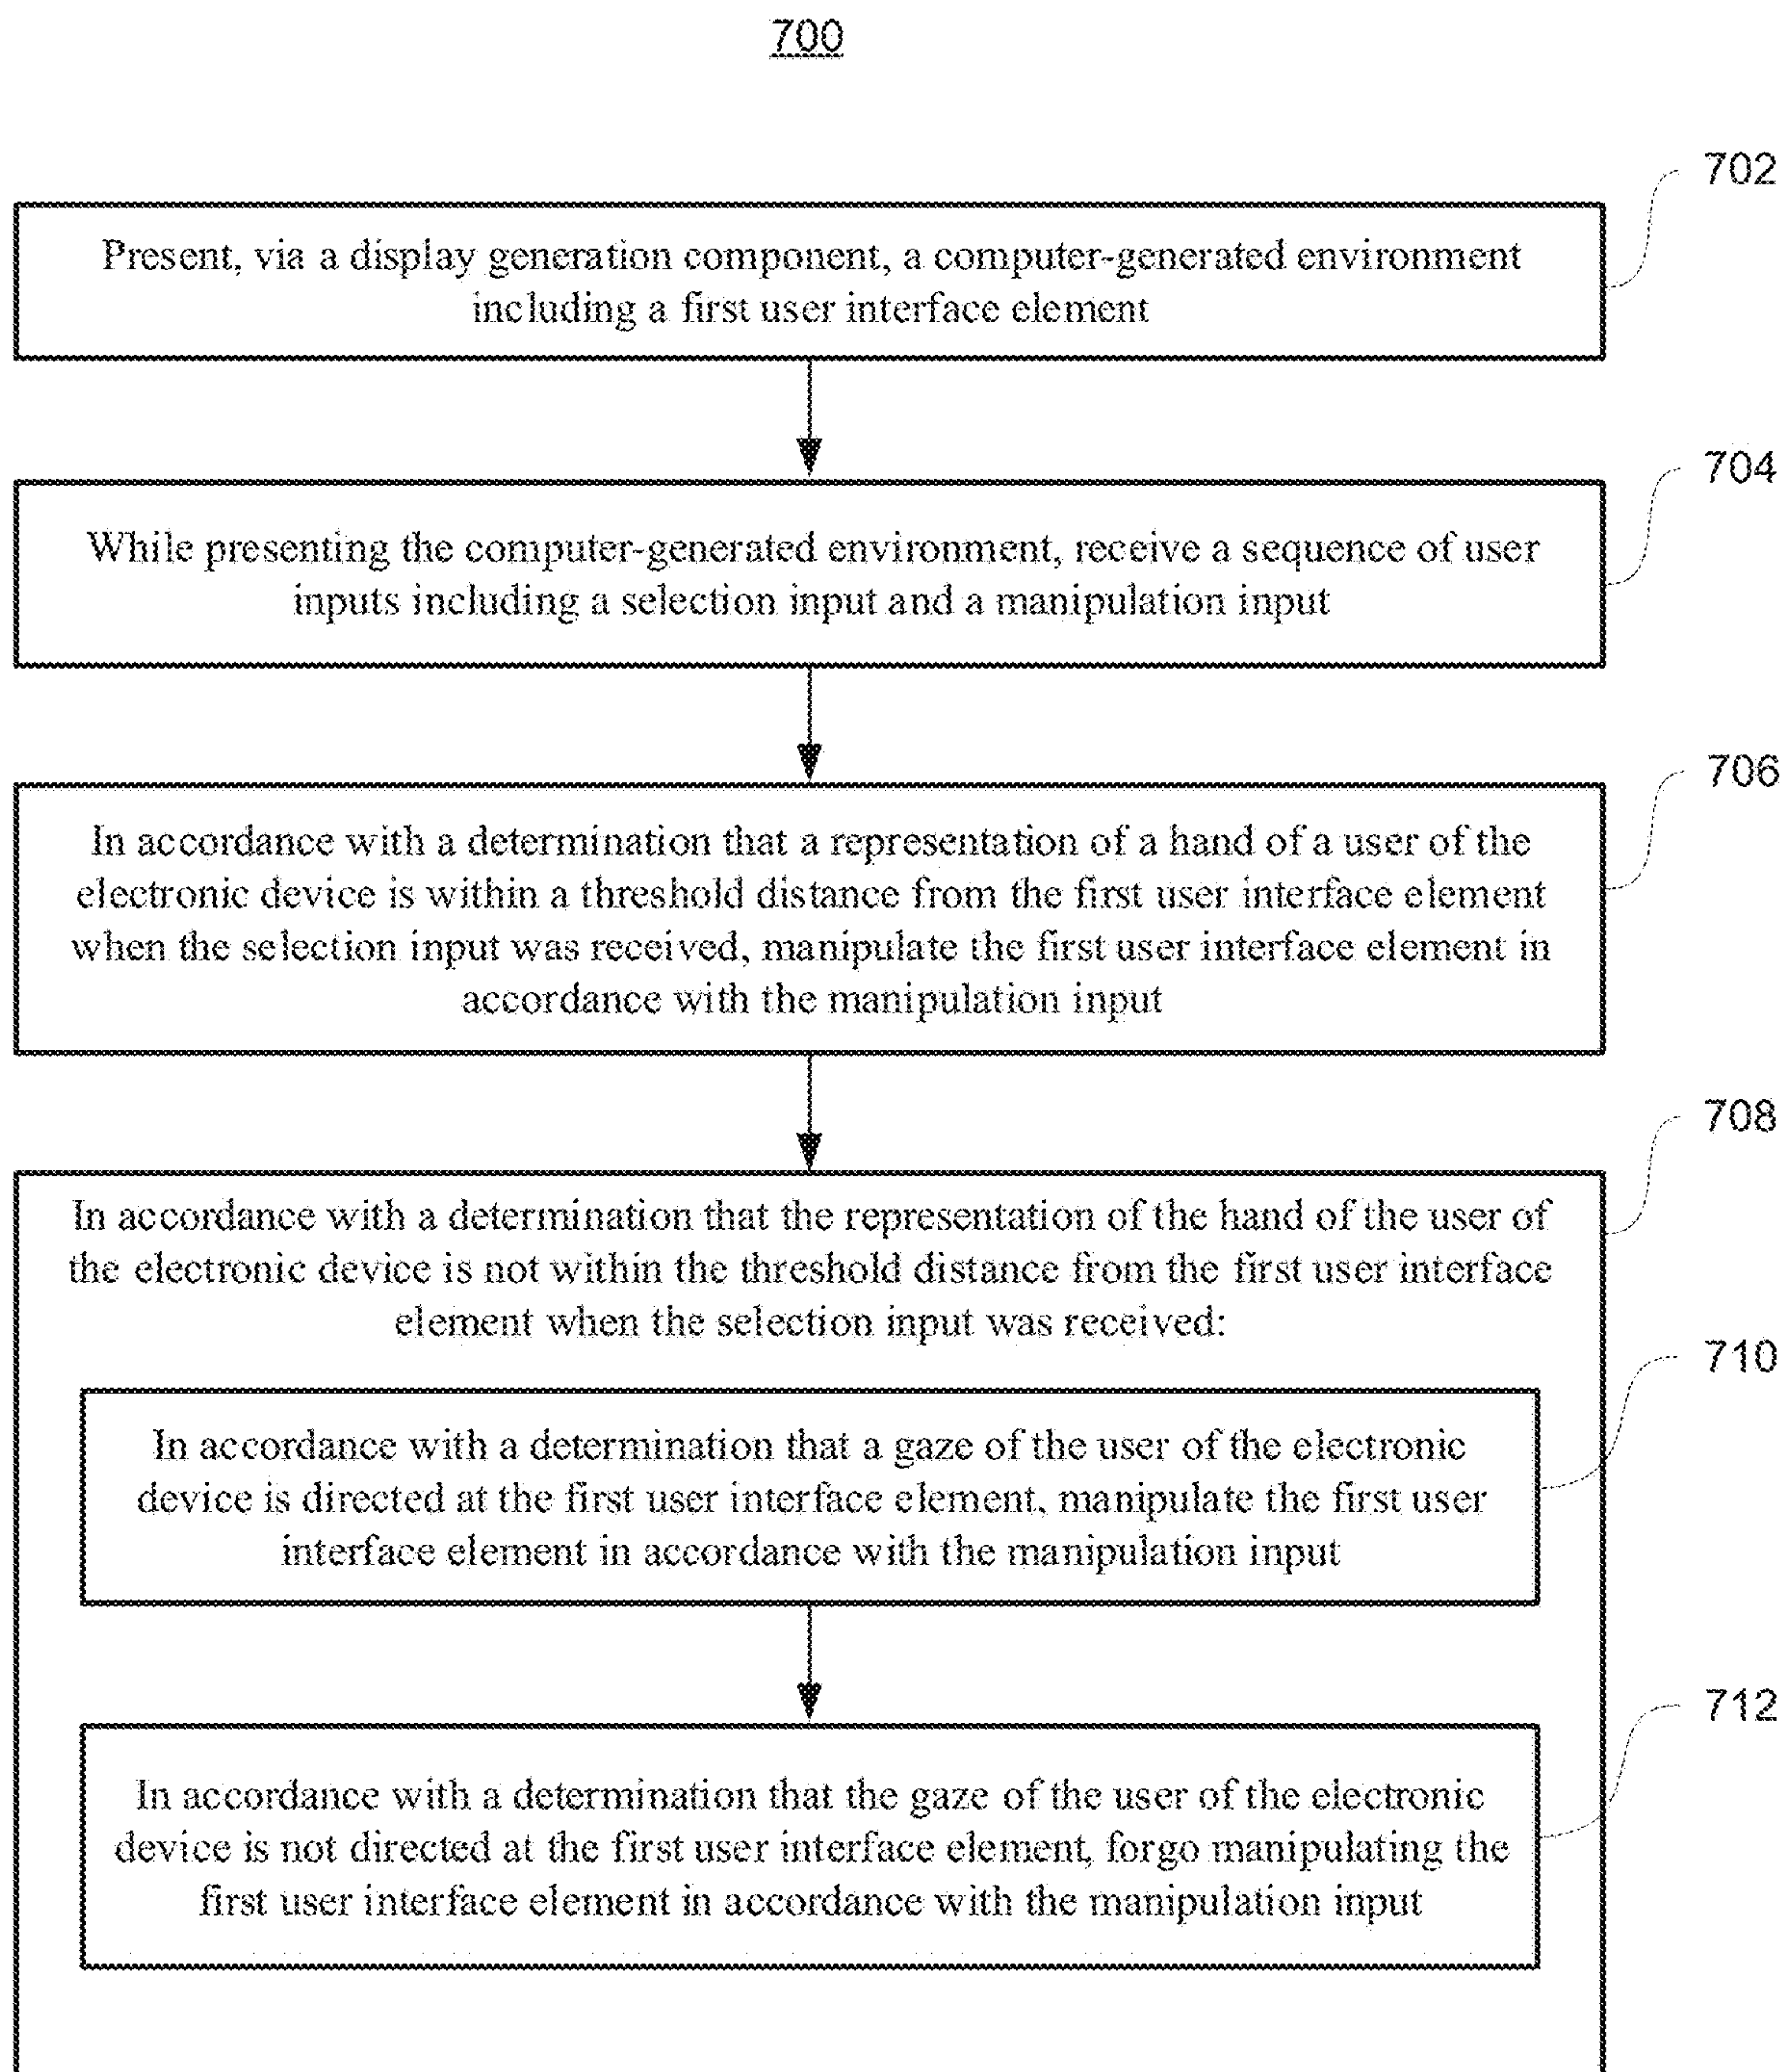 700
702
Present, via a display generation component, a computer-generated environment
including a first user interface element
704
While presenting the computer-generated environment, receive a sequence of user
inputs including a selection input and a manipulation input
706
In accordance with a determination that a representation of a hand of a user of the
electronic device is within a threshold distance from the first user interface element
when the selection input was received, manipulate the first user interface element in
accordance with the manipulation input
708
In accordance with a determination that the representation of the hand of the user of
the electronic device is not within the threshold distance from the first user interface
element when the selection input was received:
710
In accordance with a determination that a gaze of the user of the electronic
device is directed at the first user interface element, manipulate the first user
interface element in accordance with the manipulation input
712
In accordance with a determination that the gaze of the user of the electronic
device is not directed at the first user interface element, forgo manipulating the
first user interface element in accordance with the manipulation input